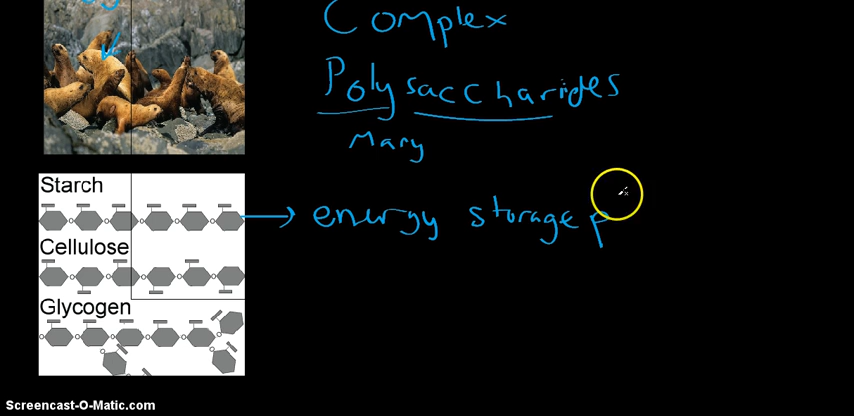 Complex
Polysaccharides
Many
Starch
energy storage p
Cellulose
Glycogen
Screencast-O-Matic.com